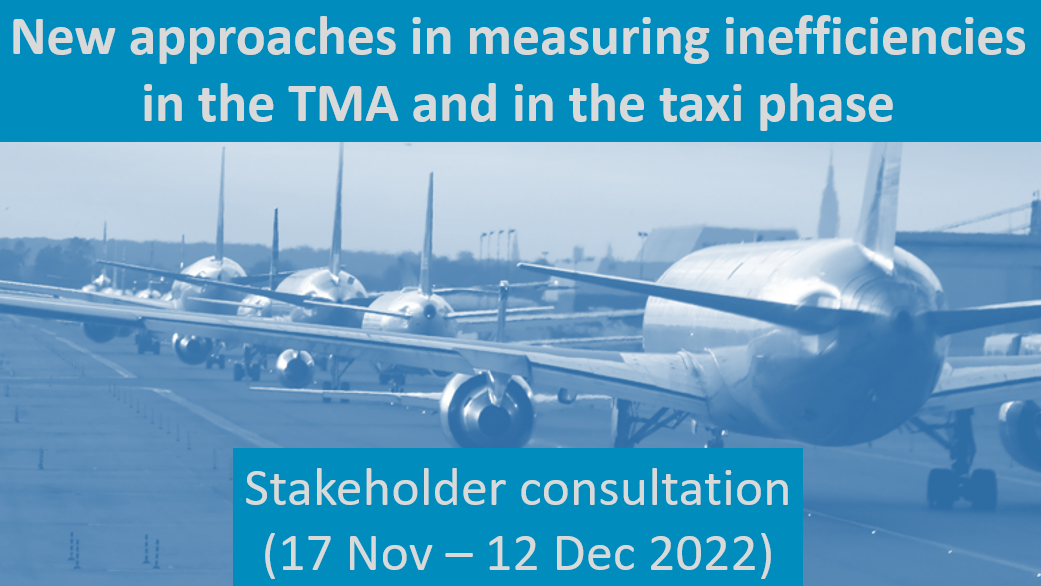 New approaches in measuring inefficiencies
in the TMA and in the taxi phase
Stakeholder consultation
(17 Nov – 12 Dec 2022)